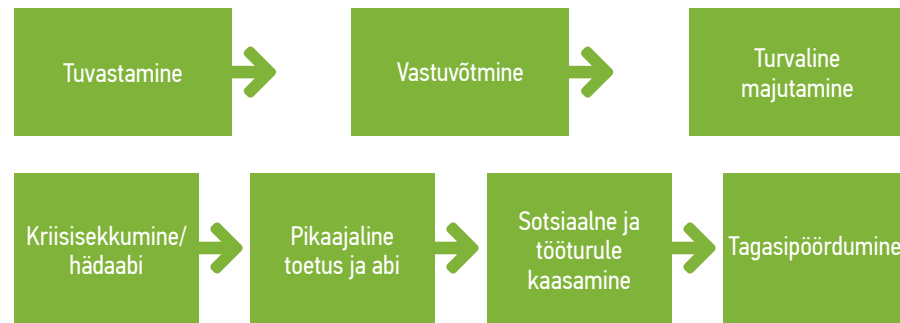 Tuvastamine
Vastuvõtmine
Turvaline
majutamine
Kriisisekkumine/
hädaabi
Pikaajaline
toetus ja abi
Sotsiaalne ja
tööturule
kaasamine
Tagasipöördumine